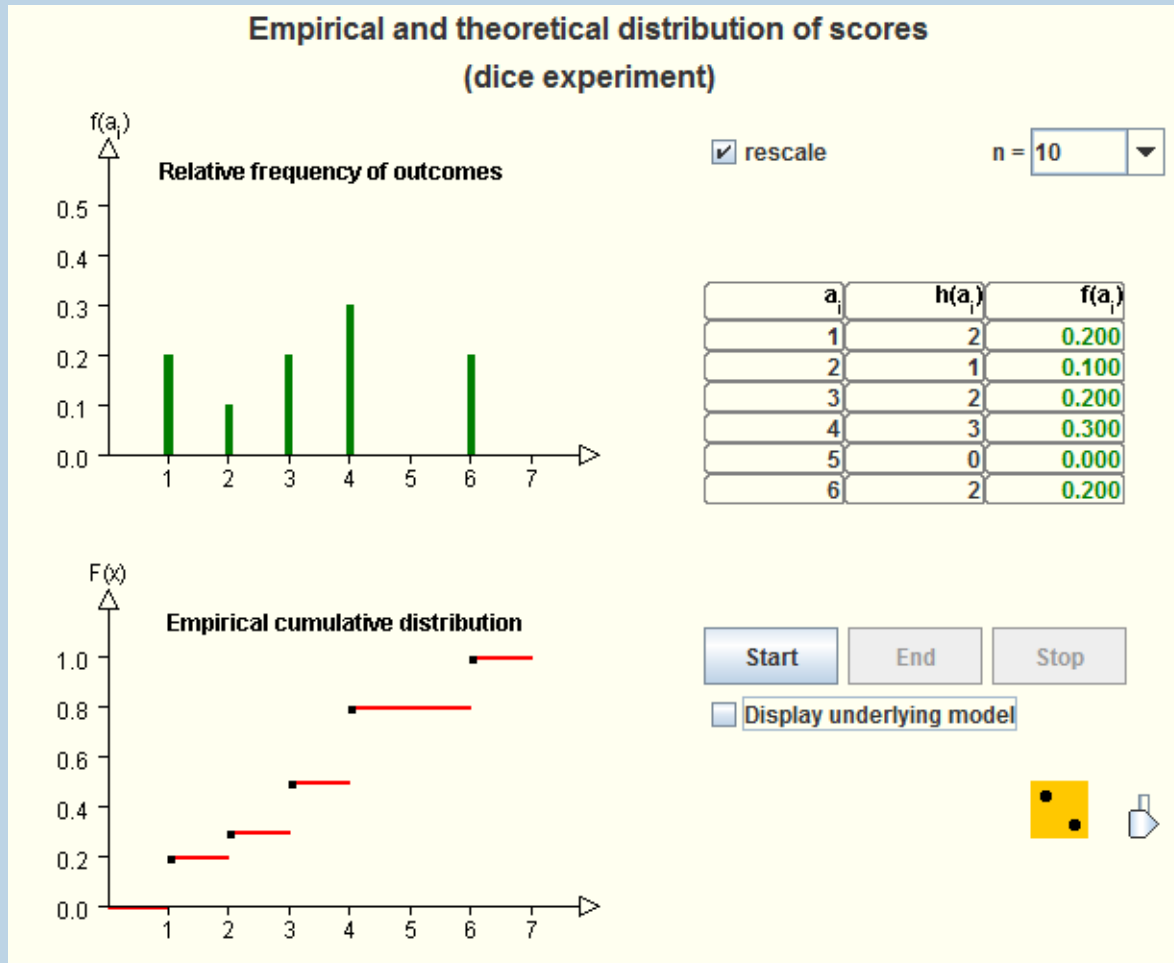 Empirical and theoretical distribution of scores
(dice experiment)
f(ai)
Relative frequency of outcomes
0.5
0.4
0.3
0.2
0.1
0.0
1 2 3 4 5 6 7
rescale n = 10
ai h(ai) f(ai)
1 2 0.200
2 1 0.100
3 2 0.200
4 3 0.300
5 0 0.000
6 2 0.200
F(x)
Empirical cumulative distribution
1.0
0.8
0.6
0.4
0.2
0.0
1 2 3 4 5 6 7
Start End Stop
Display underlying model